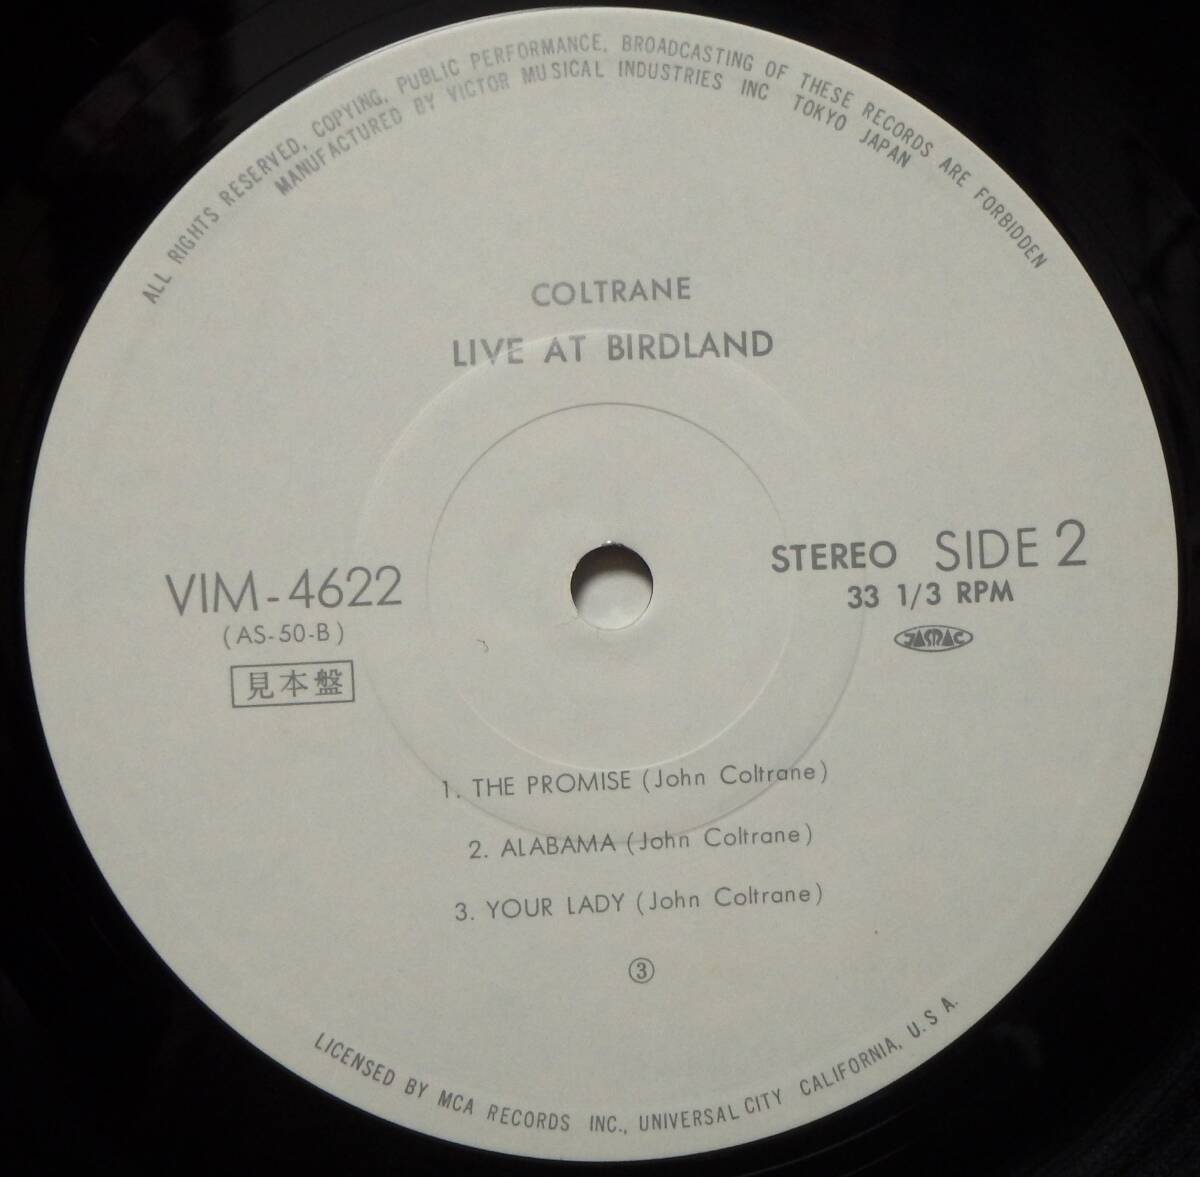 ALL RIGHTS RESERVED, COPYING, PUBLIC PERFORMANCE, BROADCASTING OF THESE RECORDS ARE FORBIDDEN
MANUFACTURED BY VICTOR MUSICAL INDUSTRIES INC TOKYO JAPAN
COLTRANE
LIVE AT BIRDLAND
VIM-4622
(AS-50-B)
見本盤
STEREO SIDE 2
33 1/3 RPM
JASRAC
1. THE PROMISE (John Coltrane)
2. ALABAMA (John Coltrane)
3. YOUR LADY (John Coltrane)
③
LICENSED BY MCA RECORDS INC., UNIVERSAL CITY CALIFORNIA, U.S A.